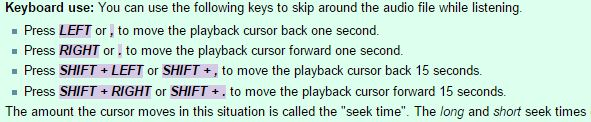 Keyboard use: You can use the following keys to skip around the audio file while listening.
Press LEFT or , to move the playback cursor back one second.
Press RIGHT or . to move the playback cursor forward one second.
Press SHIFT + LEFT or SHIFT + , to move the playback cursor back 15 seconds.
Press SHIFT + RIGHT or SHIFT + . to move the playback cursor forward 15 seconds.
The amount the cursor moves in this situation is called the "seek time". The long and short seek times